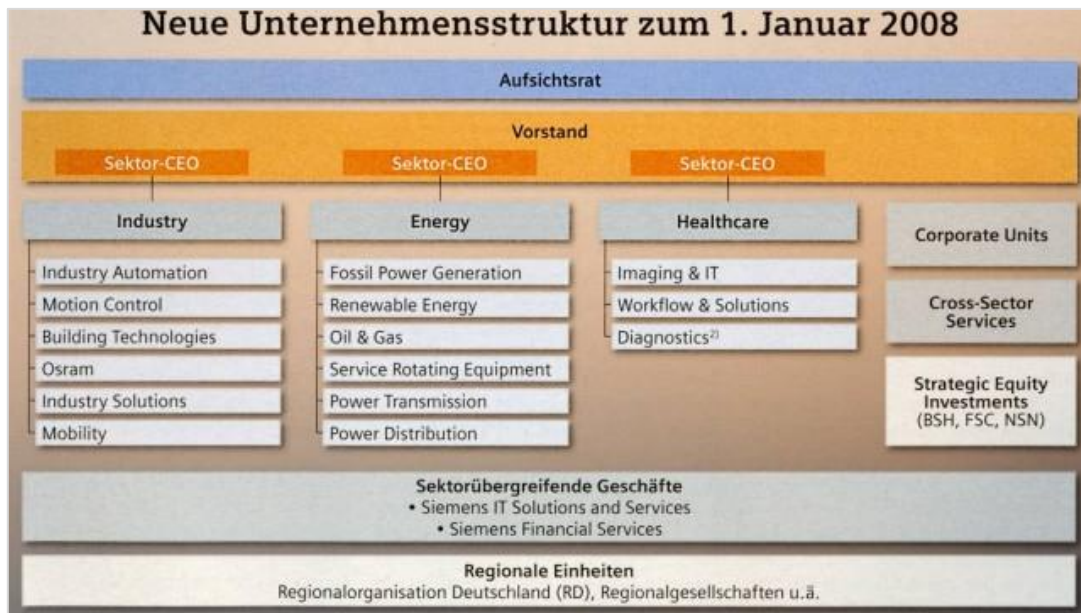 Neue Unternehmensstruktur zum 1. Januar 2008
Aufsichtsrat
Vorstand
Sektor-CEO
Sektor-CEO
Sektor-CEO
Industry
Industry Automation
Motion Control
Building Technologies
Osram
Industry Solutions
Mobility
Energy
Fossil Power Generation
Renewable Energy
Oil & Gas
Service Rotating Equipment
Power Transmission
Power Distribution
Healthcare
Imaging & IT
Workflow & Solutions
Diagnostics²⁾
Corporate Units
Cross-Sector
Services
Strategic Equity
Investments
(BSH, FSC, NSN)
Sektorübergreifende Geschäfte
• Siemens IT Solutions and Services
• Siemens Financial Services
Regionale Einheiten
Regionalorganisation Deutschland (RD), Regionalgesellschaften u.ä.